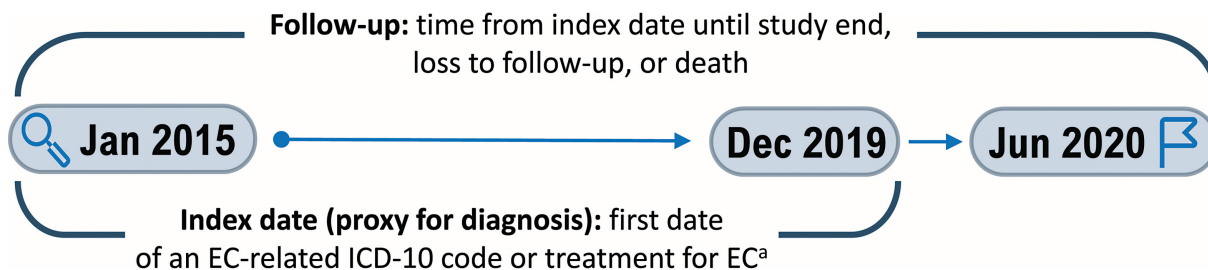 Follow-up: time from index date until study end,
loss to follow-up, or death
Jan 2015
Dec 2019
Jun 2020
Index date (proxy for diagnosis): first date
of an EC-related ICD-10 code or treatment for ECᵃ